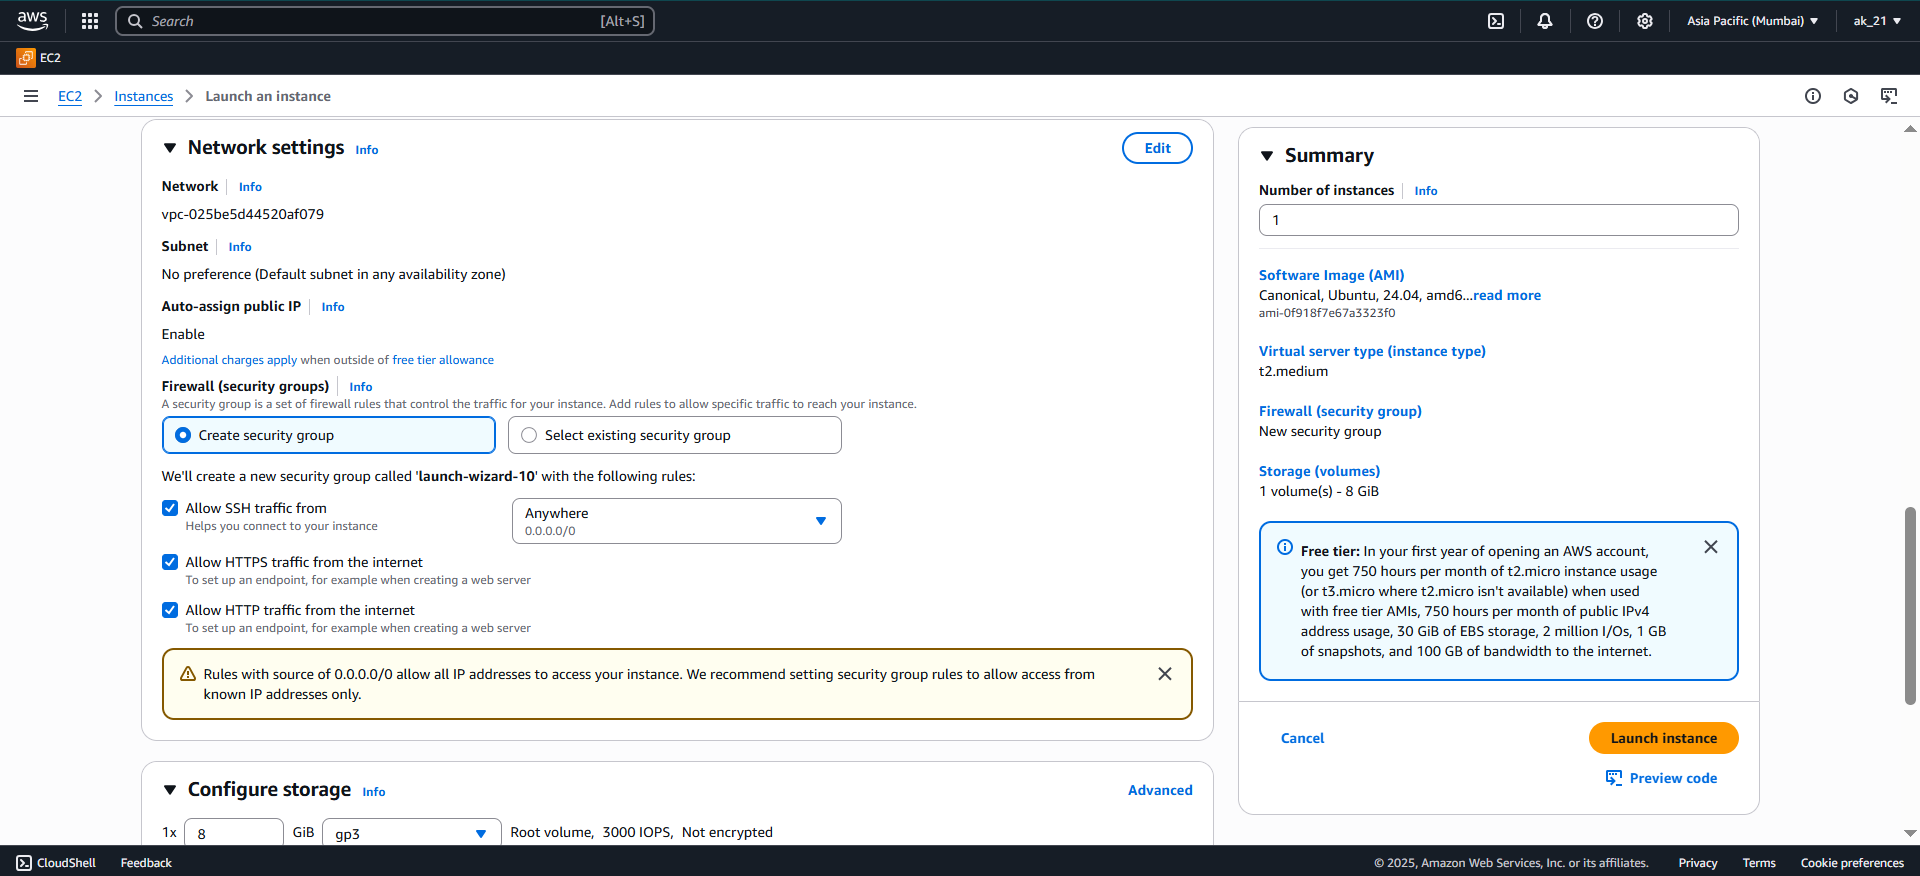 aws
Search [Alt+S]
Asia Pacific (Mumbai)
ak_21
EC2
EC2
Instances
Launch an instance
Network settings Info
Edit
Network Info
vpc-025be5d44520af079
Subnet Info
No preference (Default subnet in any availability zone)
Auto-assign public IP Info
Enable
Additional charges apply when outside of free tier allowance
Firewall (security groups) Info
A security group is a set of firewall rules that control the traffic for your instance. Add rules to allow specific traffic to reach your instance.
Create security group
Select existing security group
We'll create a new security group called 'launch-wizard-10' with the following rules:
Allow SSH traffic from
Helps you connect to your instance
Anywhere
0.0.0.0/0
Allow HTTPS traffic from the internet
To set up an endpoint, for example when creating a web server
Allow HTTP traffic from the internet
To set up an endpoint, for example when creating a web server
Rules with source of 0.0.0.0/0 allow all IP addresses to access your instance. We recommend setting security group rules to allow access from
known IP addresses only.
Configure storage Info
Advanced
1x 8 GiB gp3 Root volume, 3000 IOPS, Not encrypted
Summary
Number of instances Info
1
Software Image (AMI)
Canonical, Ubuntu, 24.04, amd6...read more
ami-0f918f7e67a3323f0
Virtual server type (instance type)
t2.medium
Firewall (security group)
New security group
Storage (volumes)
1 volume(s) - 8 GiB
Free tier: In your first year of opening an AWS account,
you get 750 hours per month of t2.micro instance usage
(or t3.micro where t2.micro isn't available) when used
with free tier AMIs, 750 hours per month of public IPv4
address usage, 30 GiB of EBS storage, 2 million I/Os, 1 GB
of snapshots, and 100 GB of bandwidth to the internet.
Cancel
Launch instance
Preview code
CloudShell
Feedback
© 2025, Amazon Web Services, Inc. or its affiliates.
Privacy
Terms
Cookie preferences